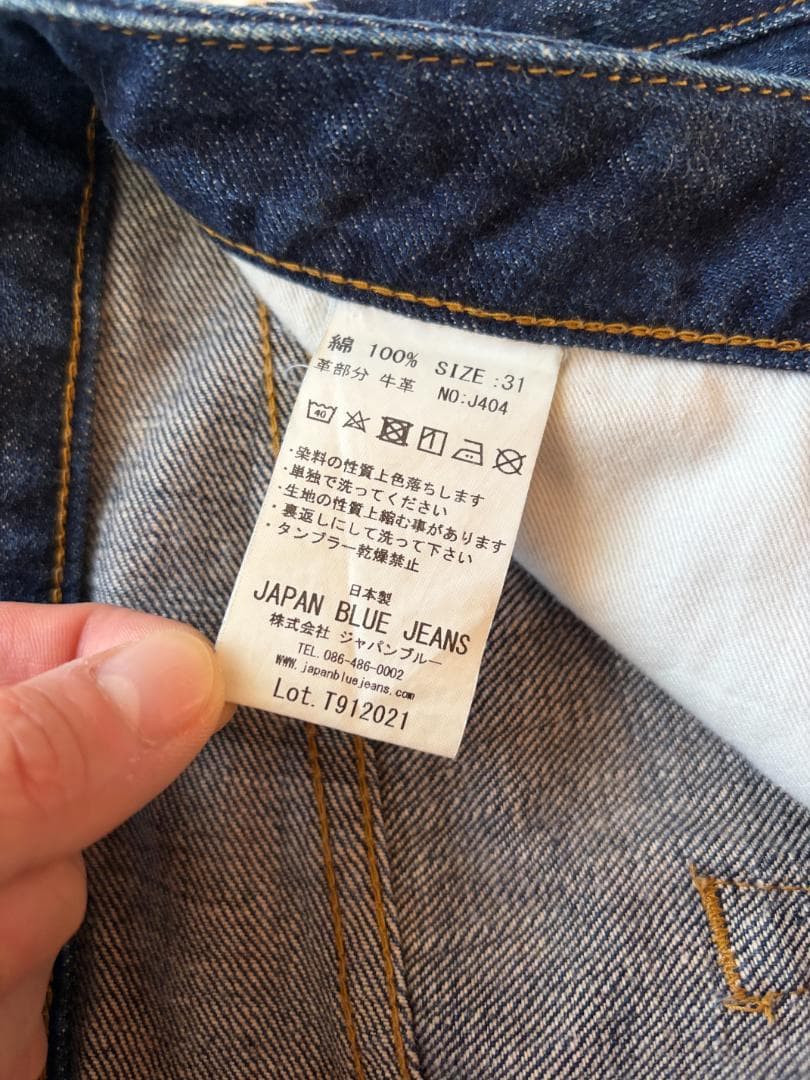 綿 100% SIZE :31
革部分 牛革 NO:J404
40
・染料の性質上色落ちします
・単独で洗ってください
・生地の性質上縮む事があります
・裏返しにして洗って下さい
・タンブラー乾燥禁止
日本製
JAPAN BLUE JEANS
株式会社 ジャパンブルー
TEL.086-486-0002
www.japanbluejeans.com
Lot.T912021